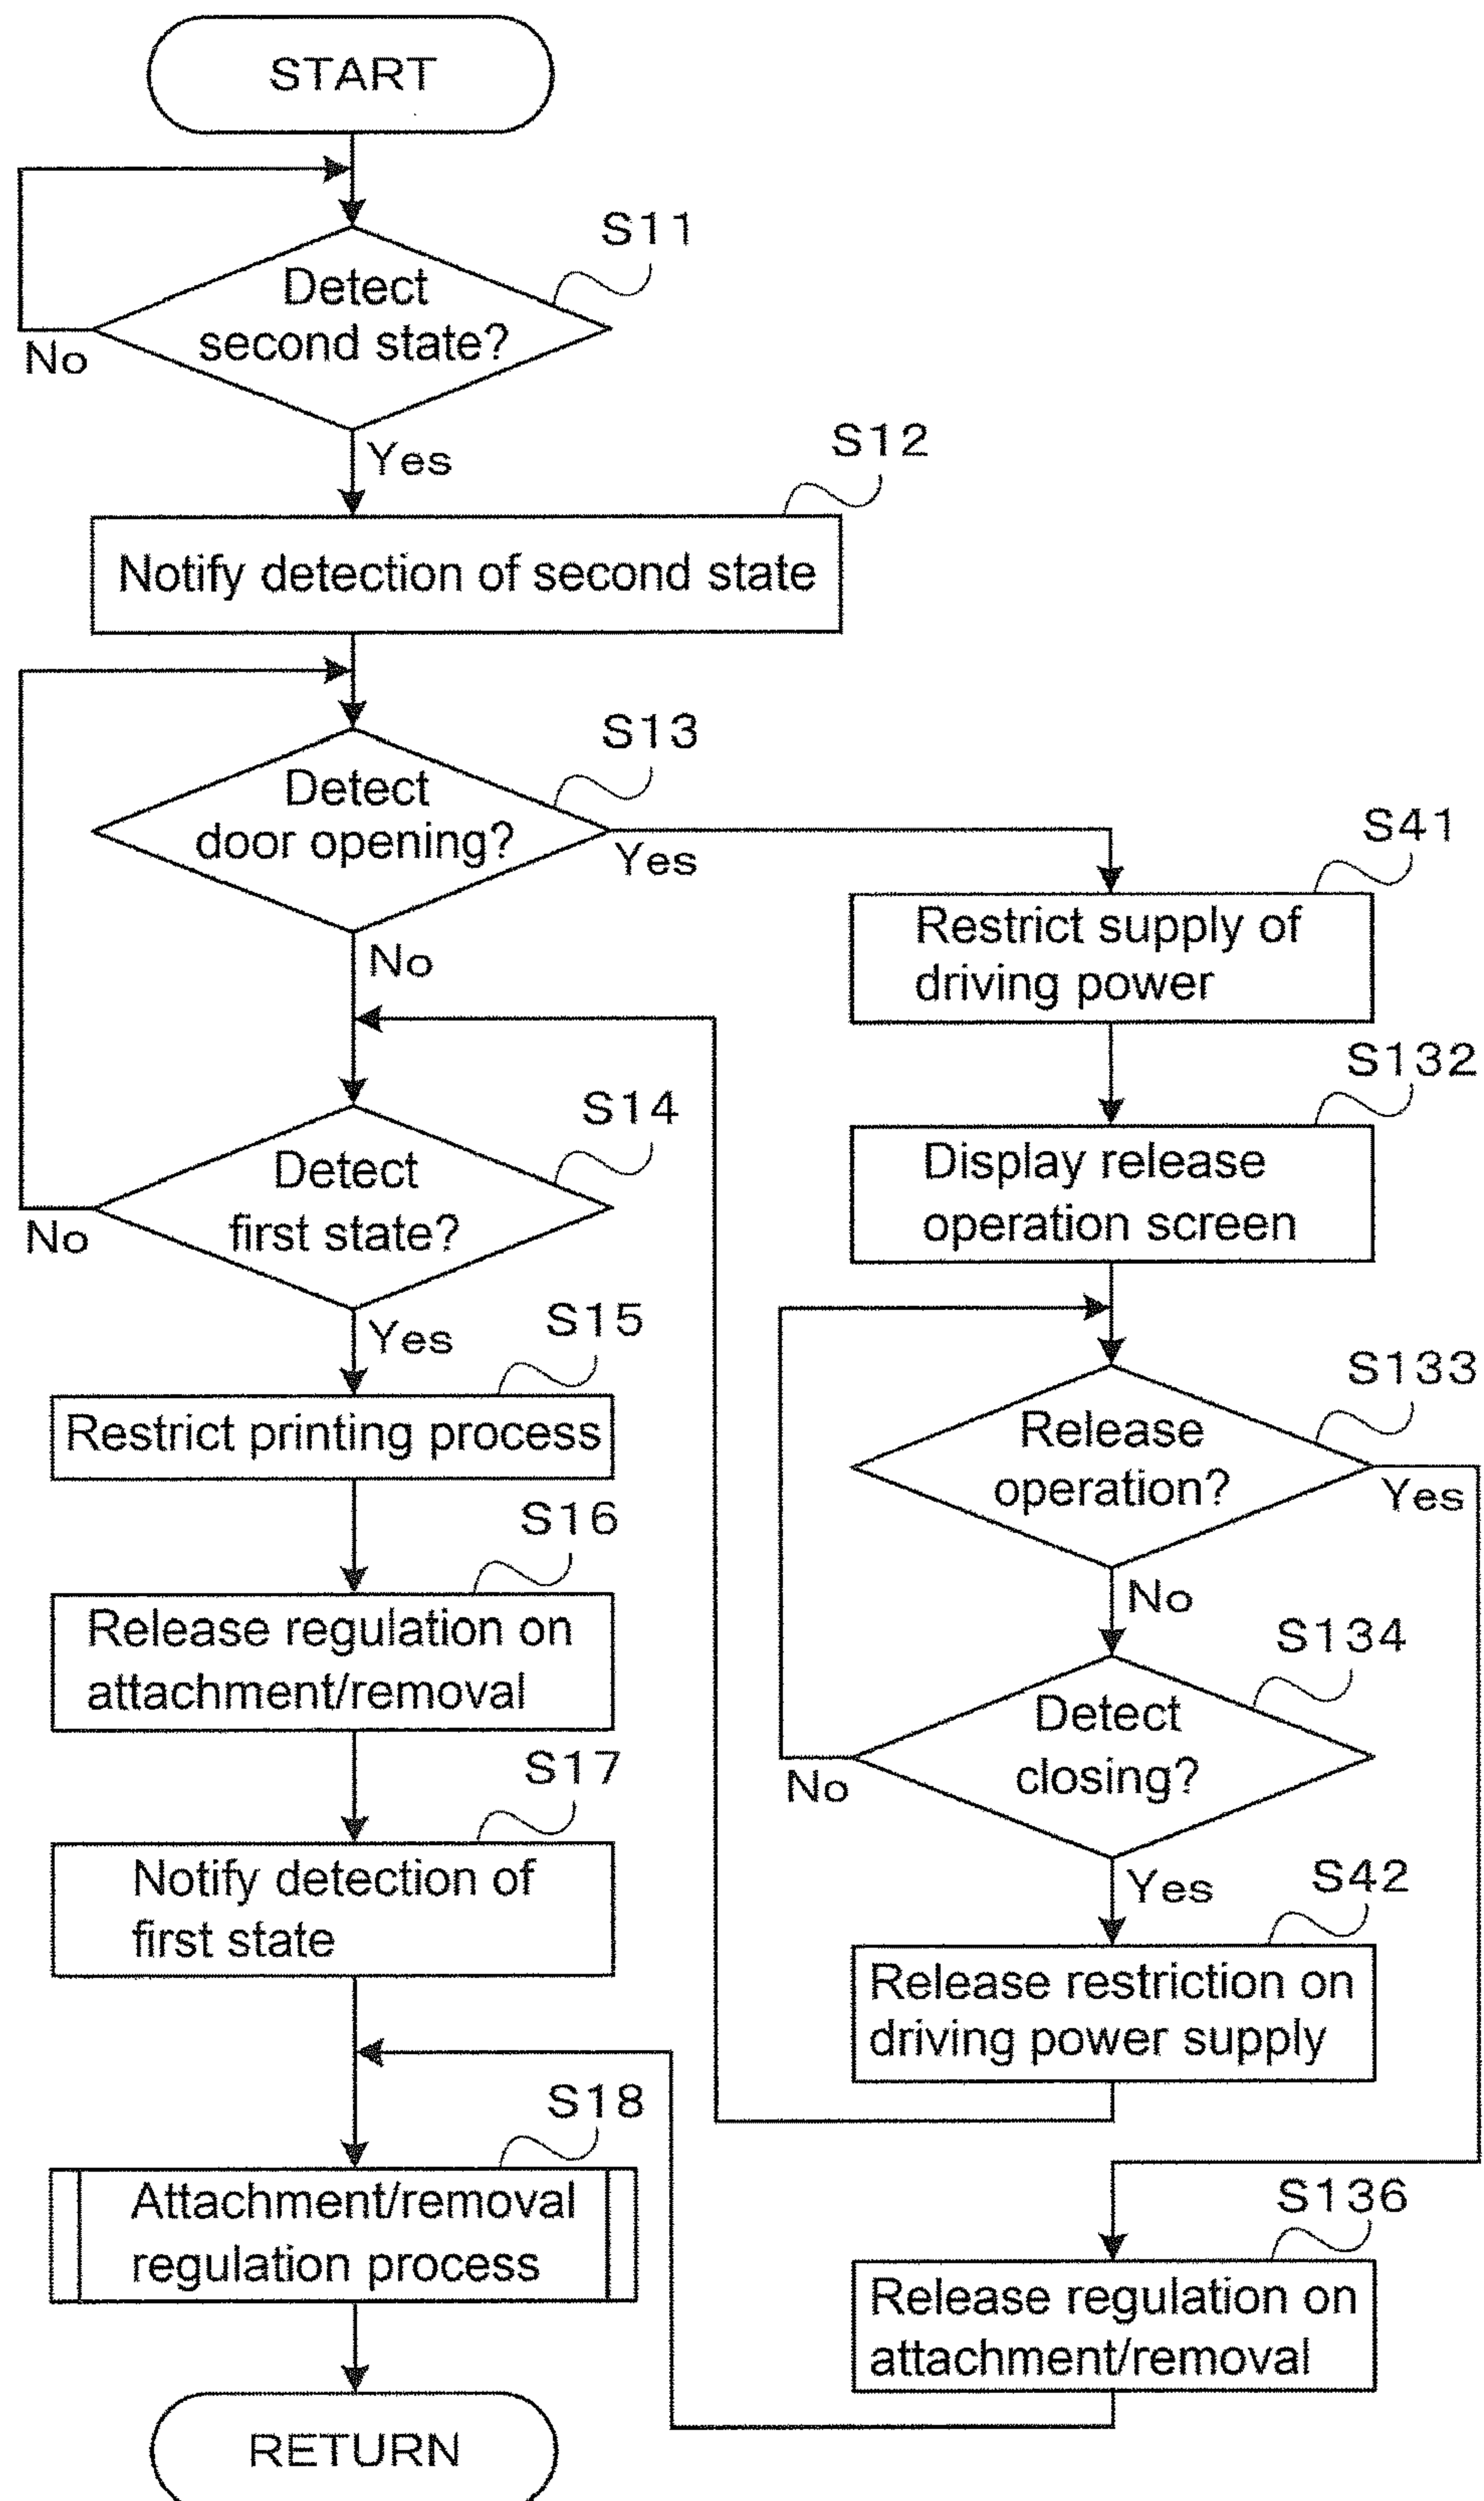 START
S11
Detect
second state?
No
Yes
S12
Notify detection of second state
S13
Detect
door opening?
Yes
No
S41
Restrict supply of
driving power
S132
Display release
operation screen
S14
Detect
first state?
No
Yes
S15
Restrict printing process
S133
Release
operation?
Yes
No
S16
Release regulation on
attachment/removal
S134
Detect
closing?
No
Yes
S17
Notify detection of
first state
S42
Release restriction on
driving power supply
S18
Attachment/removal
regulation process
S136
Release regulation on
attachment/removal
RETURN